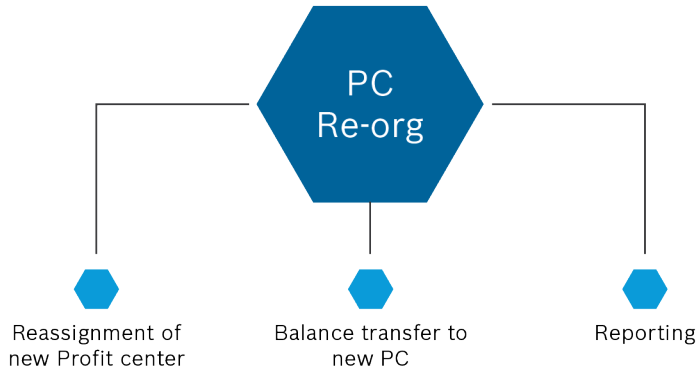 PC
Re-org
Reassignment of
new Profit center
Balance transfer to
new PC
Reporting